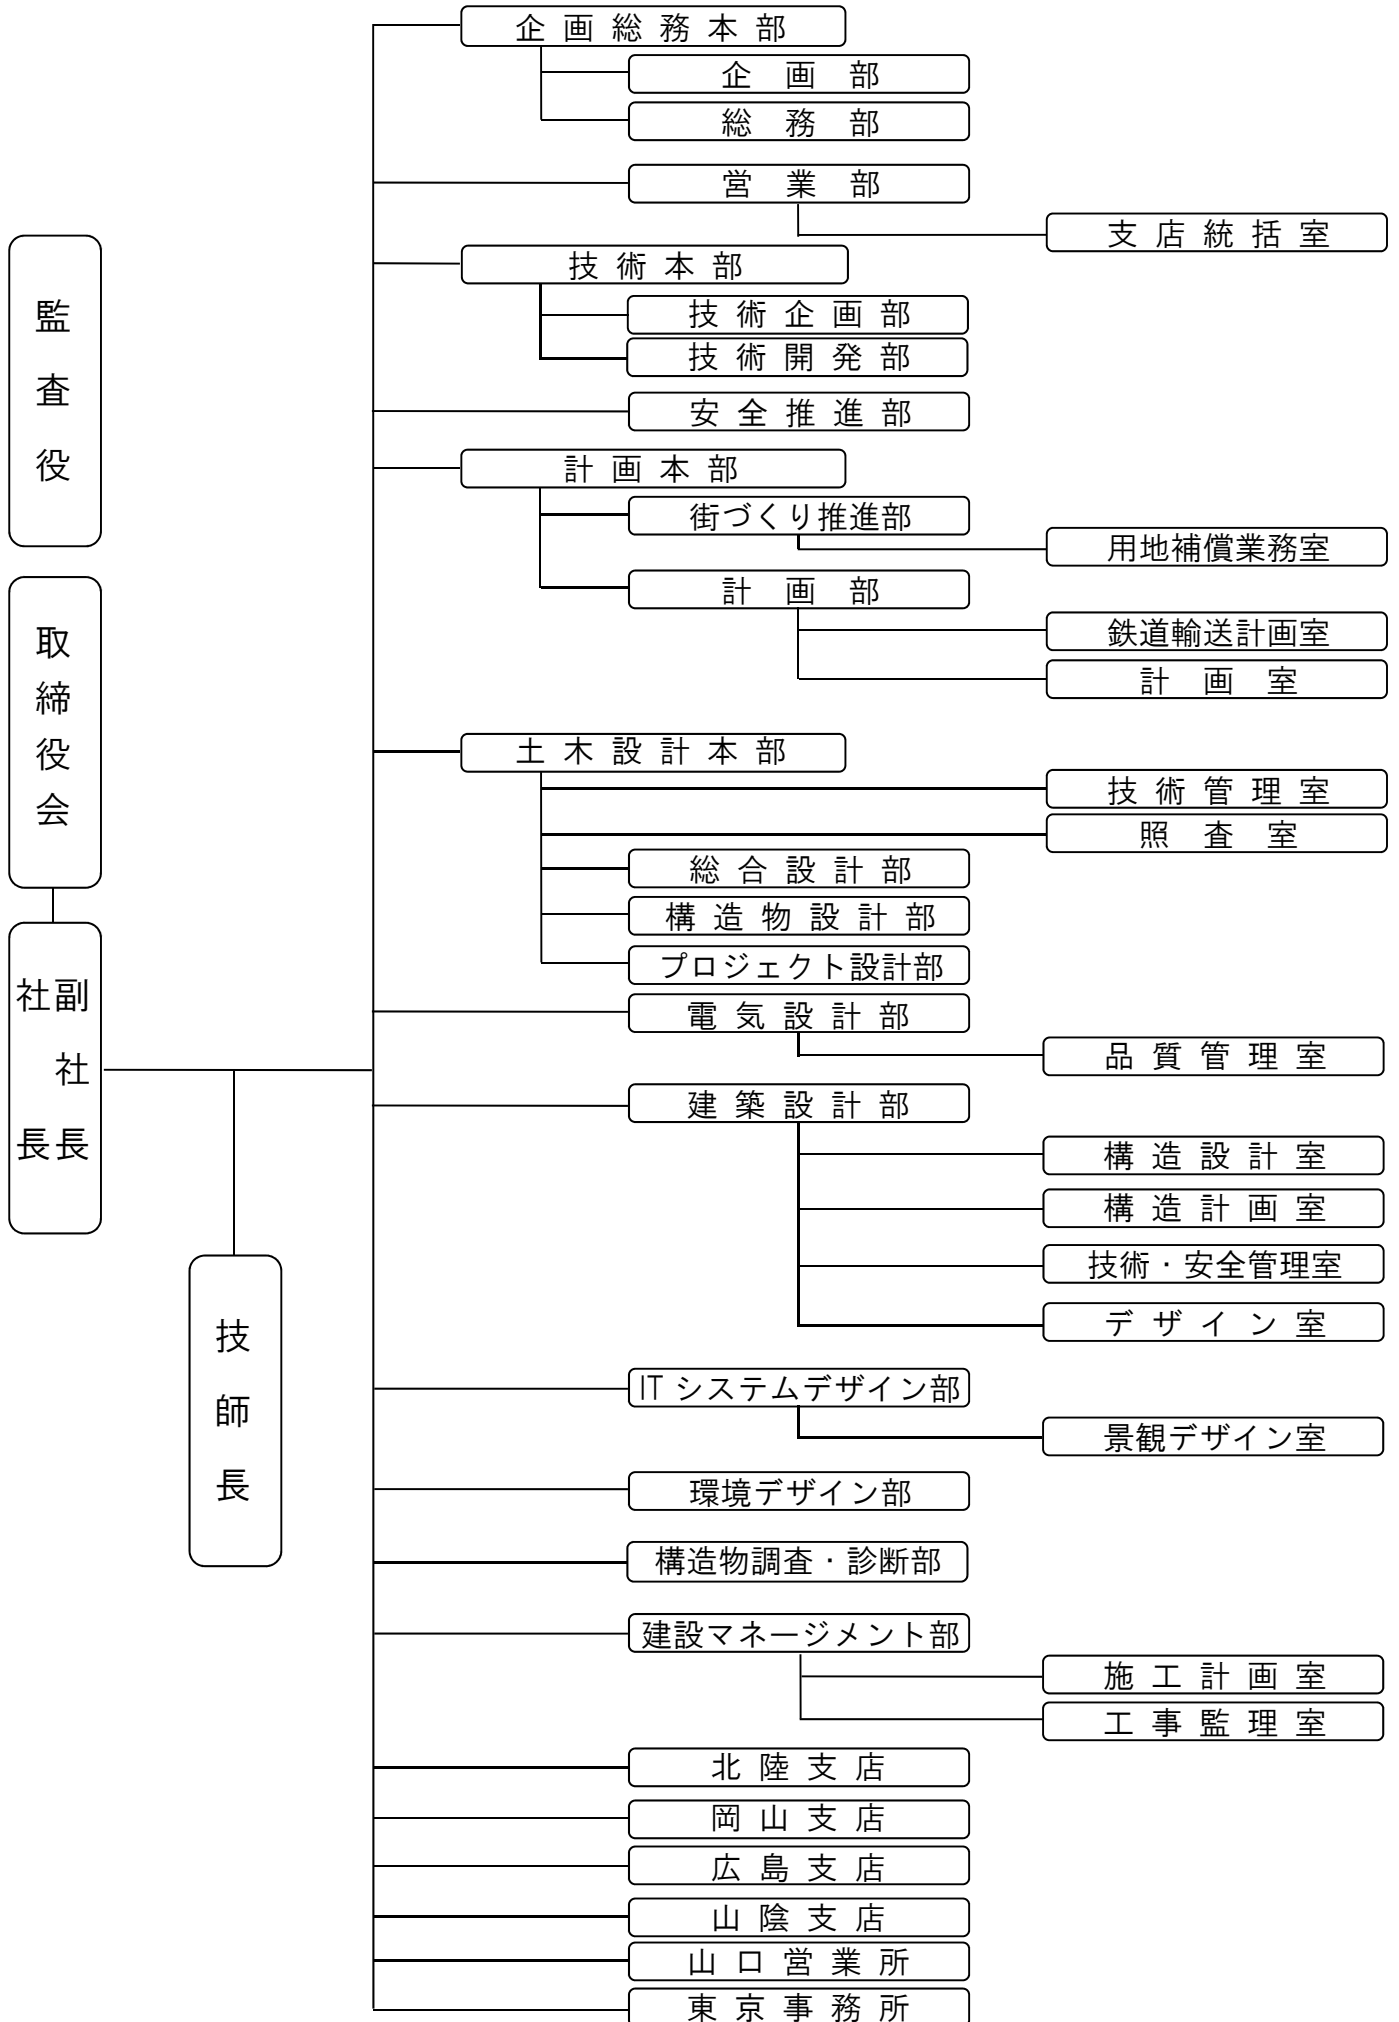 監査役
取締役会
社長
副社長
技師長
企画総務本部
企画部
総務部
営業部
支店統括室
技術本部
技術企画部
技術開発部
安全推進部
計画本部
街づくり推進部
用地補償業務室
計画部
鉄道輸送計画室
計画室
土木設計本部
技術管理室
照査室
総合設計部
構造物設計部
プロジェクト設計部
電気設計部
品質管理室
建築設計部
構造設計室
構造計画室
技術・安全管理室
デザイン室
ITシステムデザイン部
景観デザイン室
環境デザイン部
構造物調査・診断部
建設マネージメント部
施工計画室
工事監理室
北陸支店
岡山支店
広島支店
山陰支店
山口営業所
東京事務所